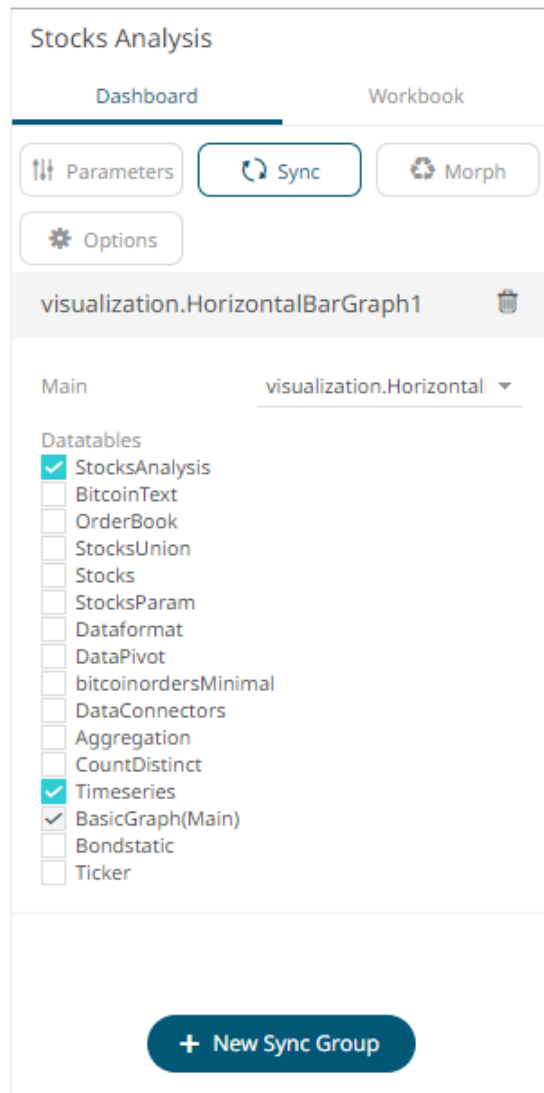 Stocks Analysis
Dashboard Workbook
Parameters Sync Morph
Options
visualization.HorizontalBarGraph1
Main visualization.Horizontal
Datatables
StocksAnalysis
BitcoinText
OrderBook
StocksUnion
Stocks
StocksParam
Dataformat
DataPivot
bitcoinordersMinimal
DataConnectors
Aggregation
CountDistinct
Timeseries
BasicGraph(Main)
Bondstatic
Ticker
+ New Sync Group